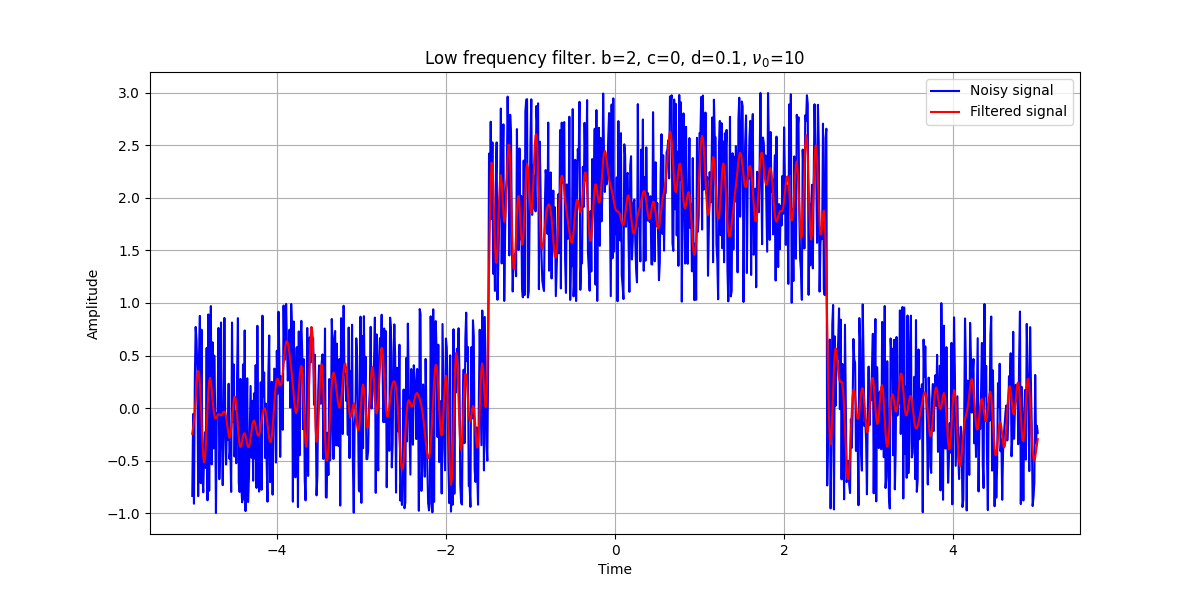 Low frequency filter. b=2, c=0, d=0.1, ν₀=10
Noisy signal
Filtered signal
Amplitude
3.0
2.5
2.0
1.5
1.0
0.5
0.0
−0.5
−1.0
−4 −2 0 2 4
Time